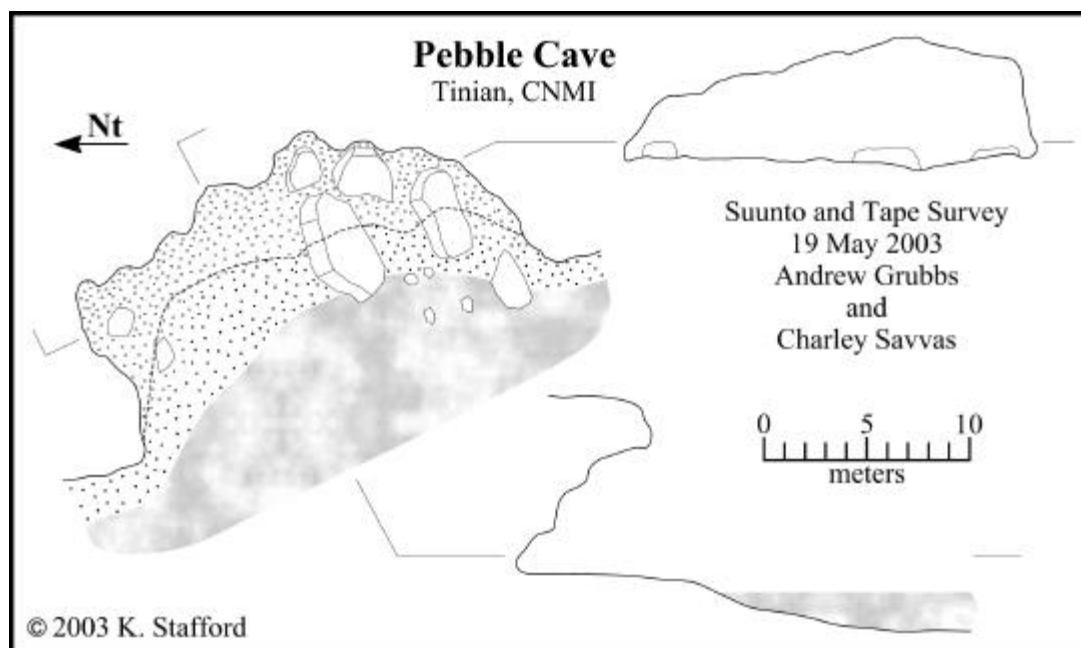 Pebble Cave
Tinian, CNMI
Nt
Suunto and Tape Survey
19 May 2003
Andrew Grubbs
and
Charley Savvas
0 5 10
meters
© 2003 K. Stafford